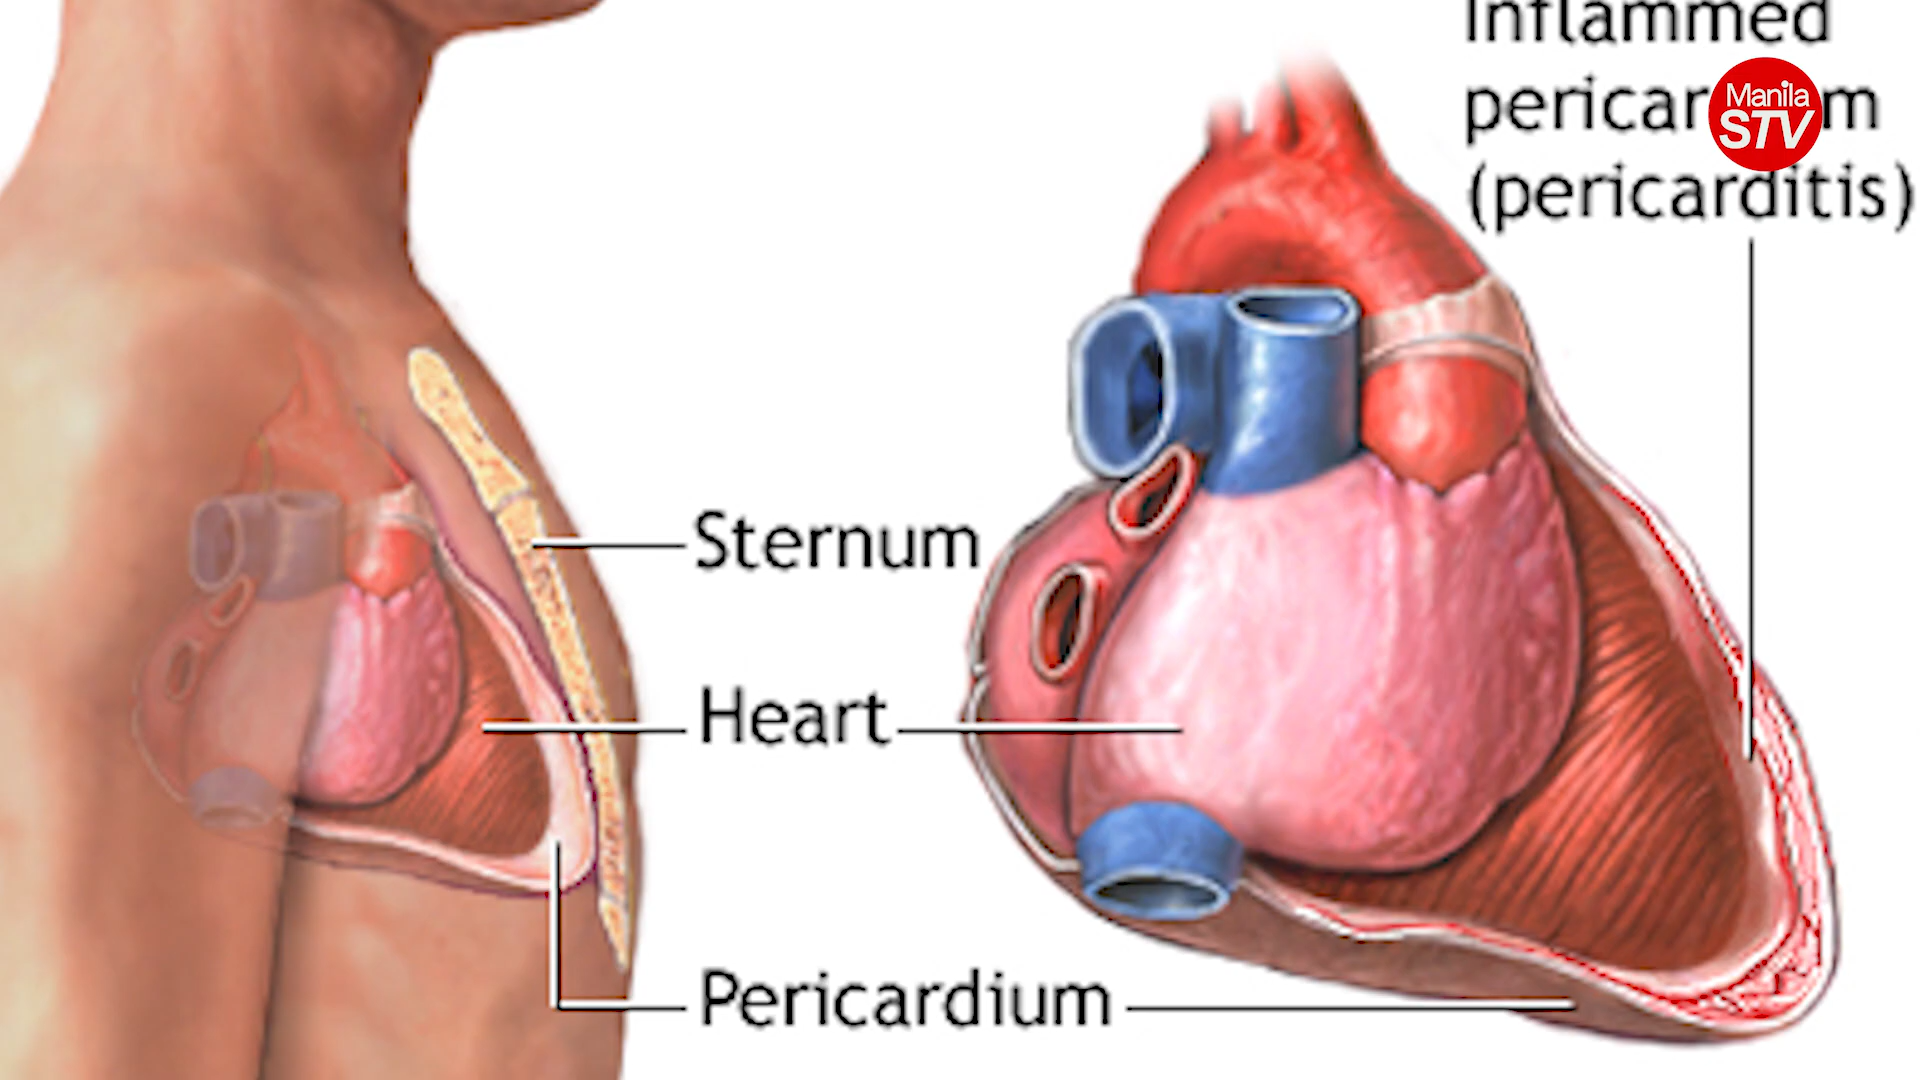 Inflammed
pericar m
(pericarditis)
Manila
STV
Sternum
Heart
Pericardium